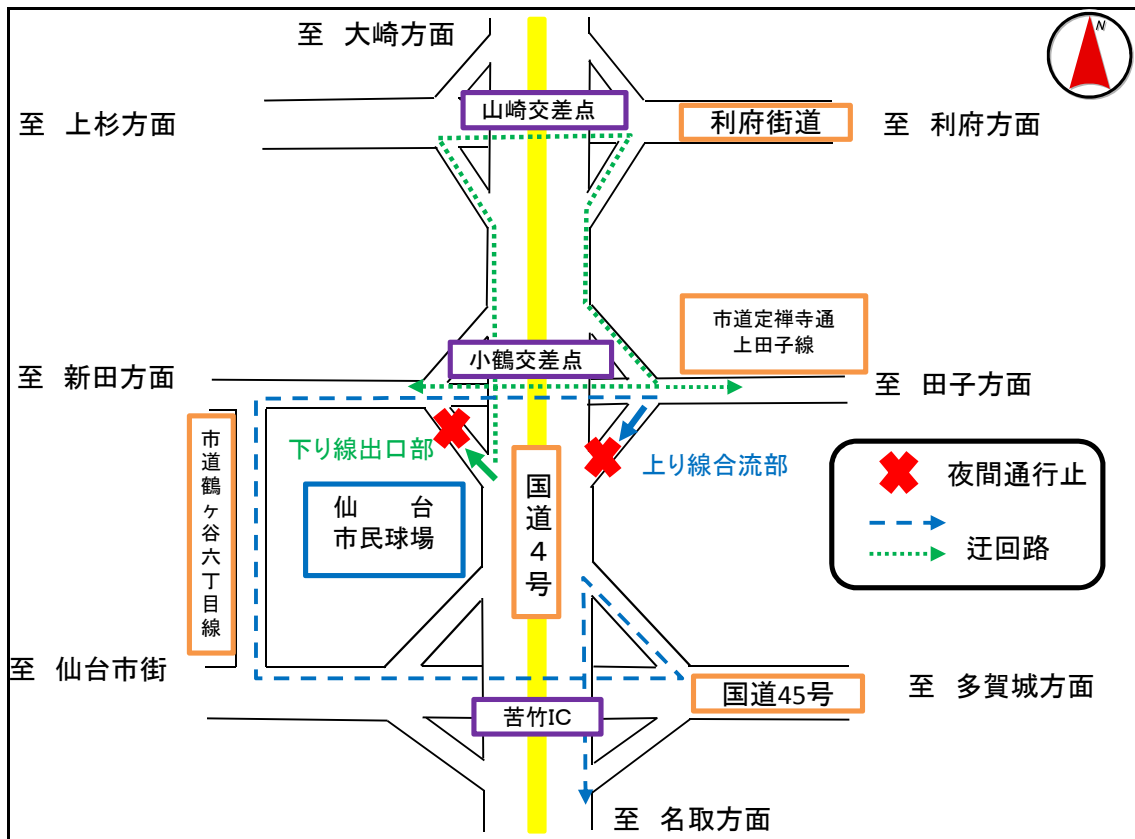 至　大崎方面
N
至　上杉方面
山崎交差点
利府街道
至　利府方面
市道定禅寺通
上田子線
小鶴交差点
至　新田方面
至　田子方面
市道鶴ヶ谷六丁目線
下り線出口部
上り線合流部
国道４号
仙　　台
市民球場
夜間通行止
迂回路
至　仙台市街
国道45号
至　多賀城方面
苦竹IC
至　名取方面